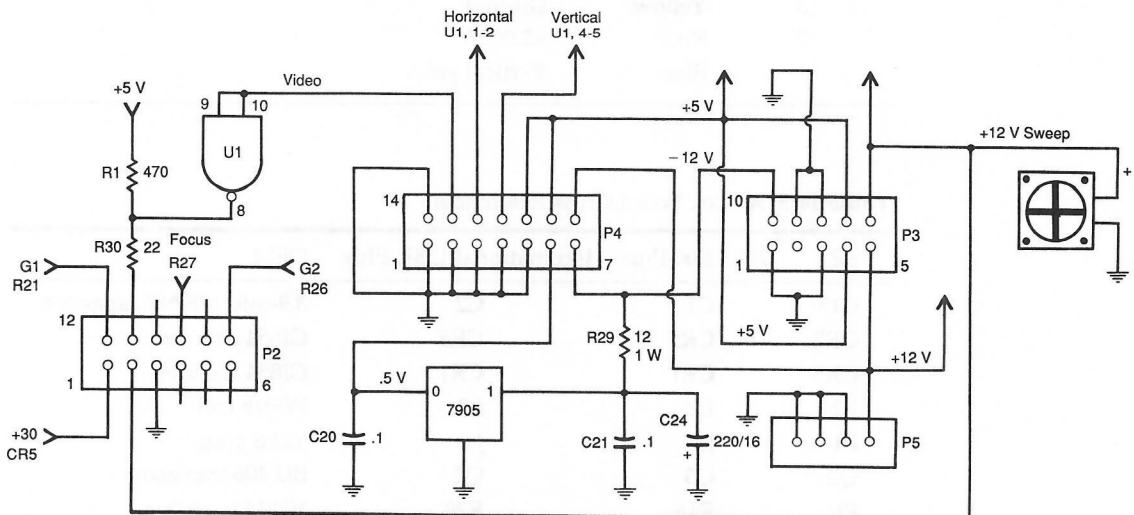 Yellow
Horizontal
U1, 1-2
Vertical
U1, 4-5
+5 V
Video
9
10
U1
8
R1
470
R30
22
Focus
R27
G1
R21
G2
R26
12
P2
1
6
+30
CR5
14
P4
7
+5 V
−12 V
10
P3
1
5
+12 V Sweep
+
R29
12
1 W
+5 V
+12 V
.5 V
0
1
7905
C20
.1
C21
.1
C24
220/16
+
P5